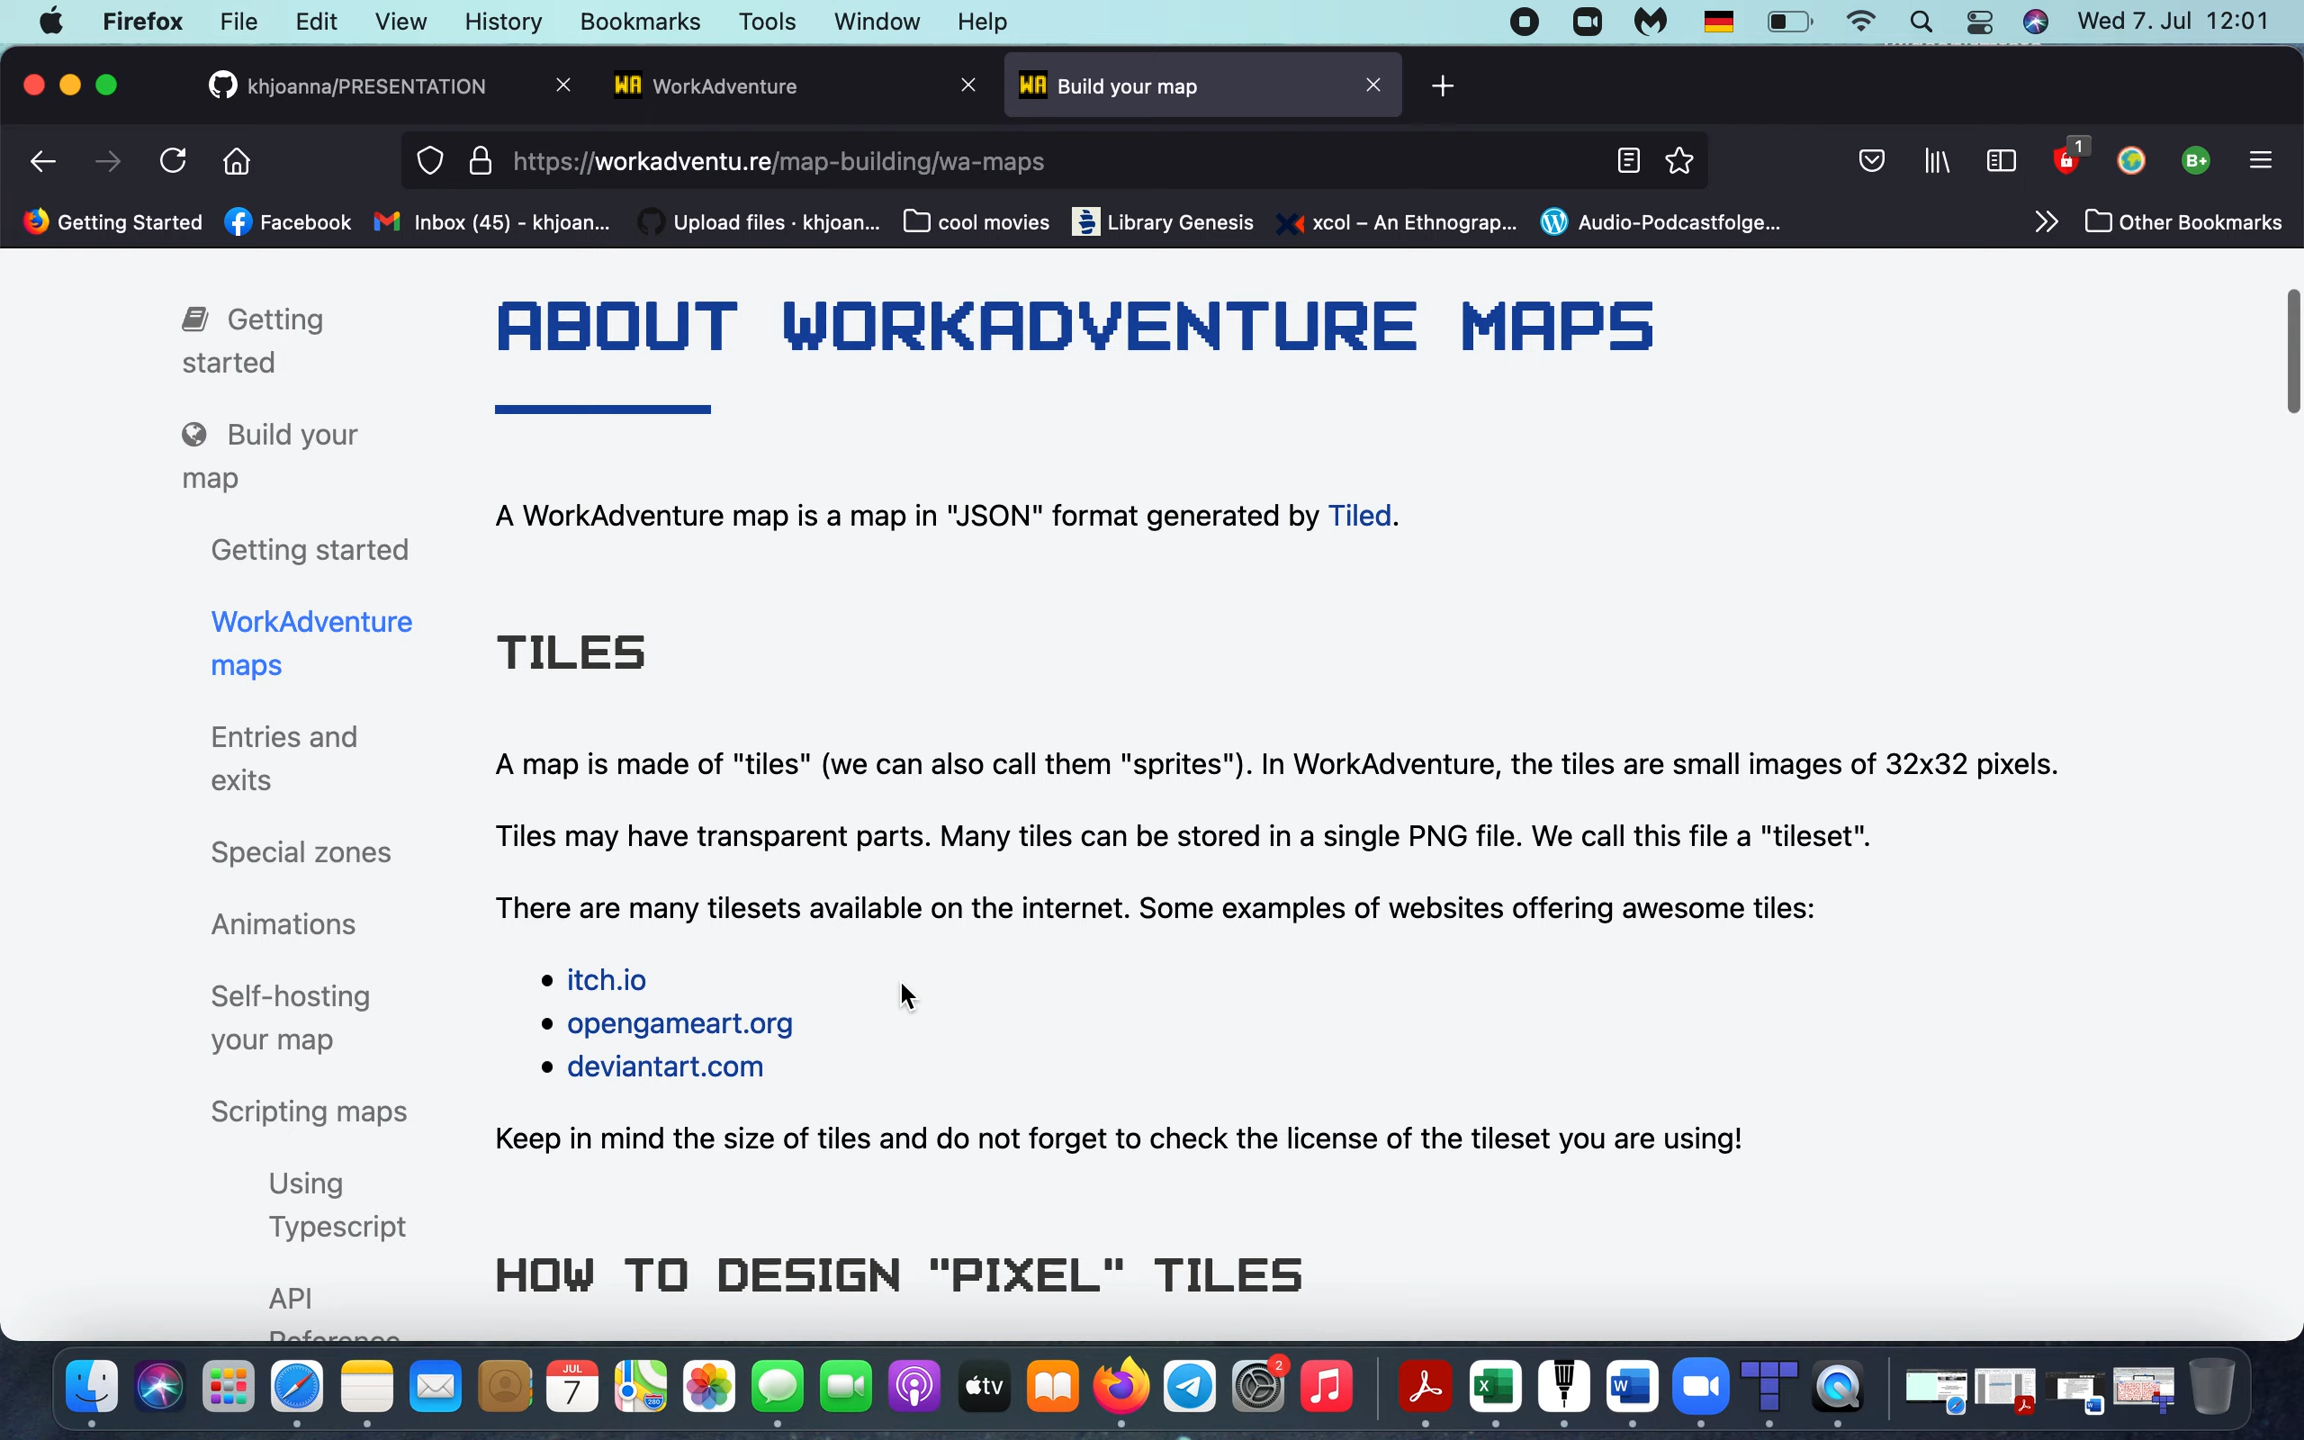 Firefox File Edit View History Bookmarks Tools Window Help Wed 7. Jul 12:01
khjoanna/PRESENTATION WA WorkAdventure WA Build your map
https://workadventu.re/map-building/wa-maps 1 B+
Getting Started Facebook Inbox (45) - khjoan... Upload files · khjoan... cool movies Library Genesis xcol – An Ethnograp... Audio-Podcastfolge... Other Bookmarks
Getting
started
Build your
map
Getting started
WorkAdventure
maps
Entries and
exits
Special zones
Animations
Self-hosting
your map
Scripting maps
Using
Typescript
API
Reference
ABOUT WORKADVENTURE MAPS
A WorkAdventure map is a map in "JSON" format generated by Tiled.
TILES
A map is made of "tiles" (we can also call them "sprites"). In WorkAdventure, the tiles are small images of 32x32 pixels.
Tiles may have transparent parts. Many tiles can be stored in a single PNG file. We call this file a "tileset".
There are many tilesets available on the internet. Some examples of websites offering awesome tiles:
itch.io
opengameart.org
deviantart.com
Keep in mind the size of tiles and do not forget to check the license of the tileset you are using!
HOW TO DESIGN "PIXEL" TILES
JUL
7
280
tv
2
X
W